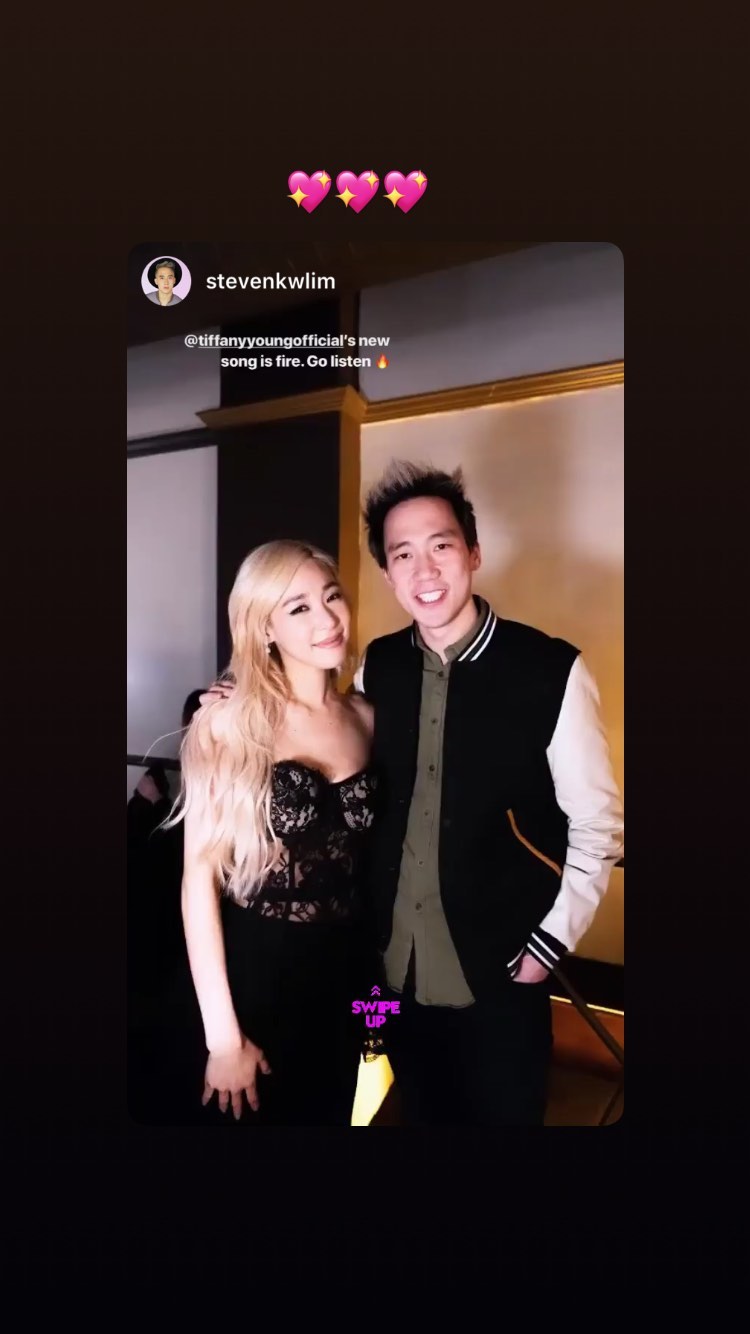 💖💖💖
stevenkwlim
@tiffanyyoungofficial's new
song is fire. Go listen 🔥
SWIPE
UP